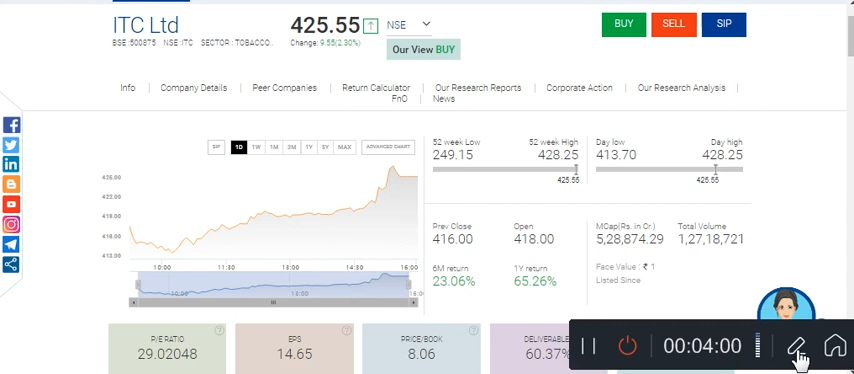 ITC Ltd
BSE :500875 NSE :ITC SECTOR : TOBACCO..
425.55
NSE
Change: 9.55(2.30%)
Our View BUY
BUY
SELL
SIP
Info
Company Details
Peer Companies
Return Calculator
Our Research Reports
Corporate Action
Our Research Analysis
FnO
News
SIP
1D
1W
1M
3M
1Y
5Y
MAX
ADVANCED CHART
425.00
422.00
419.00
416.00
413.00
10:00
11:30
13:00
14:30
16:00
10:00
13:00
16:0
52 week Low
52 week High
249.15
428.25
425.55
Day low
Day high
413.70
428.25
425.55
Prev Close
Open
MCap(Rs. in Cr.)
Total Volume
416.00
418.00
5,28,874.29
1,27,18,721
6M return
1Y return
23.06%
65.26%
Face Value : ₹ 1
Listed Since
P/E RATIO
29.02048
EPS
14.65
PRICE/BOOK
8.06
DELIVERABLE
60.37%
00:04:00